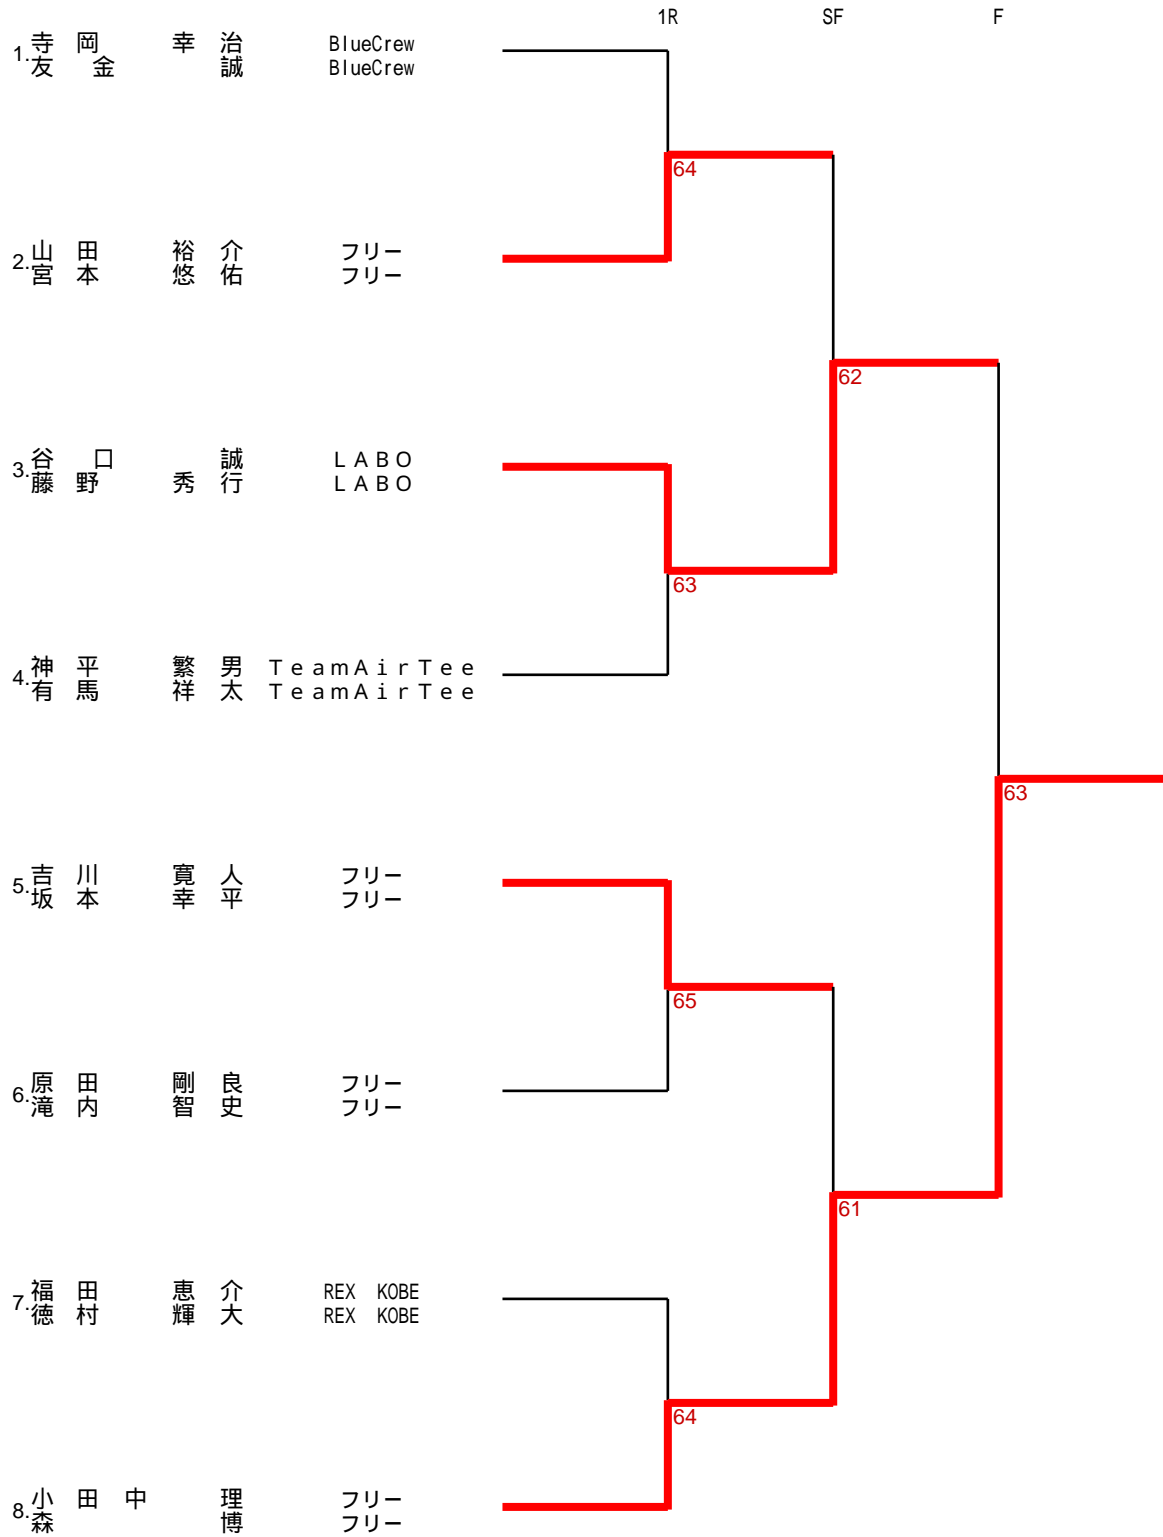 1R SF F
1. 寺岡 幸治 BlueCrew
友金 誠 BlueCrew
64
2. 山田 裕介 フリー
宮本 悠佑 フリー
62
3. 谷口 誠 LABO
藤野 秀行 LABO
63
4. 神平 繁男 TeamAirTee
有馬 祥太 TeamAirTee
63
5. 吉川 寛人 フリー
坂本 幸平 フリー
65
6. 原田 剛良 フリー
滝内 智史 フリー
61
7. 福田 恵介 REX KOBE
徳村 輝大 REX KOBE
64
8. 小田中 理 フリー
森 博 フリー